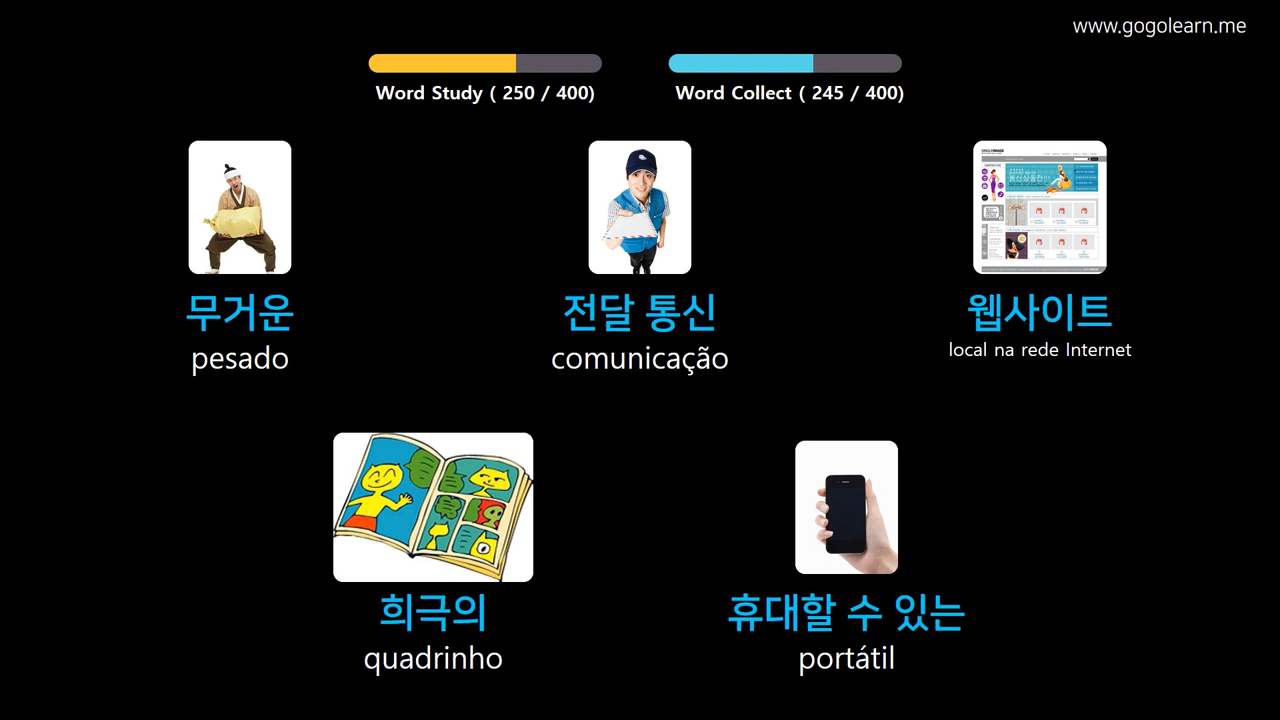 www.gogolearn.me
Word Study ( 250 / 400)
Word Collect ( 245 / 400)
무거운
pesado
전달 통신
comunicação
웹사이트
local na rede Internet
희극의
quadrinho
휴대할 수 있는
portátil